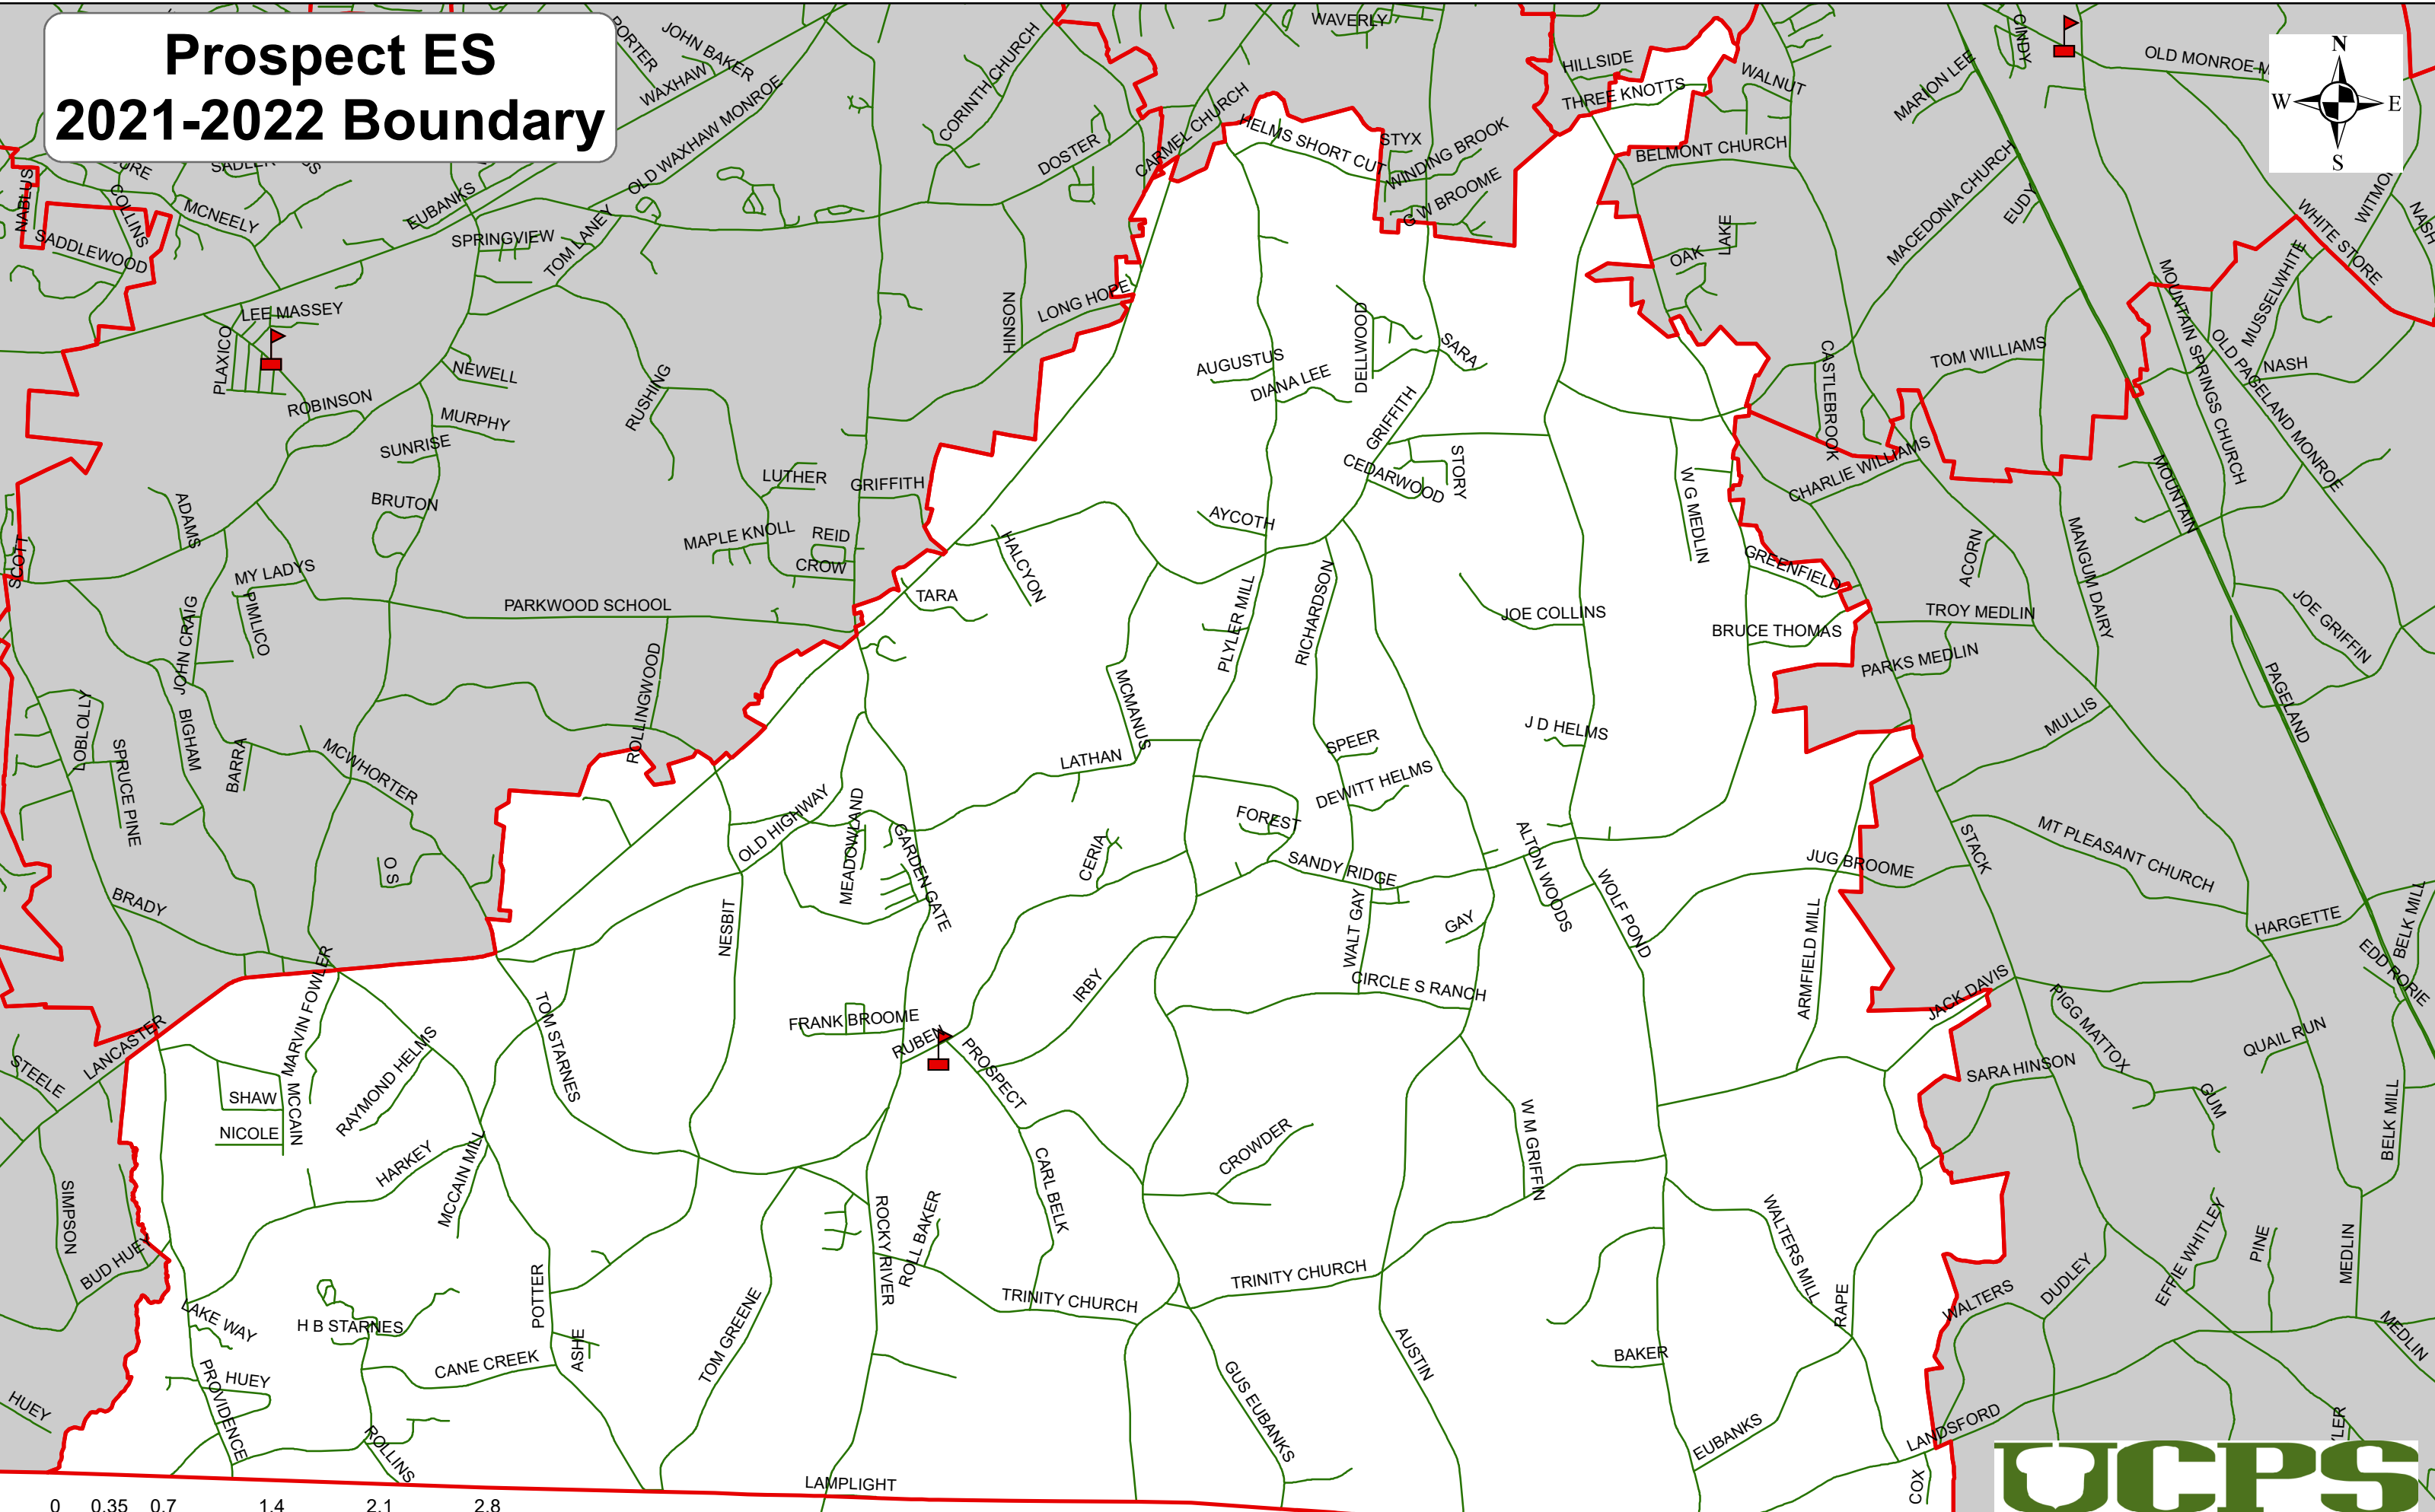 Prospect ES
2021-2022 Boundary
PORTER
JOHN BAKER
WAXHAW
OLD WAXHAW MONROE
CORINTH CHURCH
DOSTER
CARMEL CHURCH
WAVERLY
HELMS SHORT CUT
STYX
WINDING BROOK
G W BROOME
HILLSIDE
THREE KNOTTS
WALNUT
BELMONT CHURCH
MARION LEE
CINDY
OLD MONROE M
N
W
E
S
MACEDONIA CHURCH
EUDY
WHITE STORE
NASH
NABLUS
COLLINS
MCNEELY
SADDLEWOOD
EUBANKS
SPRINGVIEW
TOM LANEY
HINSON
LONG HOPE
LAKE
OAK
MOUNTAIN SPRINGS CHURCH
MUSSELWHITE
OLD PAGELAND MONROE
NASH
LEE MASSEY
PLAXICO
ROBINSON
NEWELL
MURPHY
SUNRISE
RUSHING
AUGUSTUS
DIANA LEE
DELLWOOD
SARA
GRIFFITH
CASTLEBROOK
TOM WILLIAMS
CHARLIE WILLIAMS
BRUTON
ADAMS
LUTHER
GRIFFITH
MAPLE KNOLL
REID
CROW
CEDARWOOD
STORY
W G MEDLIN
AYCOTH
MOUNTAIN
SCOTT
MY LADYS
PIMLICO
JOHN CRAIG
PARKWOOD SCHOOL
TARA
HALCYON
PLYLER MILL
RICHARDSON
JOE COLLINS
GREENFIELD
BRUCE THOMAS
ACORN
MANGUM DAIRY
TROY MEDLIN
PARKS MEDLIN
JOE GRIFFIN
PAGELAND
LOBLOLLY
SPRUCE PINE
BIGHAM
BARRA
MCWHORTER
ROLLINGWOOD
MCMANUS
LATHAN
SPEER
DEWITT HELMS
J D HELMS
MULLIS
O S
BRADY
OLD HIGHWAY
MEADOWLAND
GARDEN GATE
CERIA
FOREST
SANDY RIDGE
ALTON WOODS
WOLF POND
JUG BROOME
STACK
MT PLEASANT CHURCH
HARGETTE
BELK MILL
EDD RORIE
NESBIT
WALT GAY
GAY
CIRCLE S RANCH
IRBY
ARMFIELD MILL
JACK DAVIS
PIGG MATTOX
QUAIL RUN
SARA HINSON
GUM
BELK MILL
STEELE
LANCASTER
MARVIN FOWLER
MCCAIN
RAYMOND HELMS
TOM STARNES
FRANK BROOME
RUBEN
PROSPECT
SHAW
NICOLE
HARKEY
MCCAIN MILL
CARL BELK
CROWDER
W M GRIFFIN
SIMPSON
BUD HUEY
ROCKY RIVER
ROLL BAKER
TRINITY CHURCH
TRINITY CHURCH
WALTERS MILL
RAPE
WALTERS
DUDLEY
EFFIE WHITLEY
PINE
MEDLIN
MEDLIN
LAKE WAY
H B STARNES
POTTER
ASHE
CANE CREEK
TOM GREENE
GUS EUBANKS
AUSTIN
BAKER
HUEY
HUEY
PROVIDENCE
ROLLINS
EUBANKS
LANDSFORD
COX
LAMPLIGHT
0 0.35 0.7 1.4 2.1 2.8
UCPS